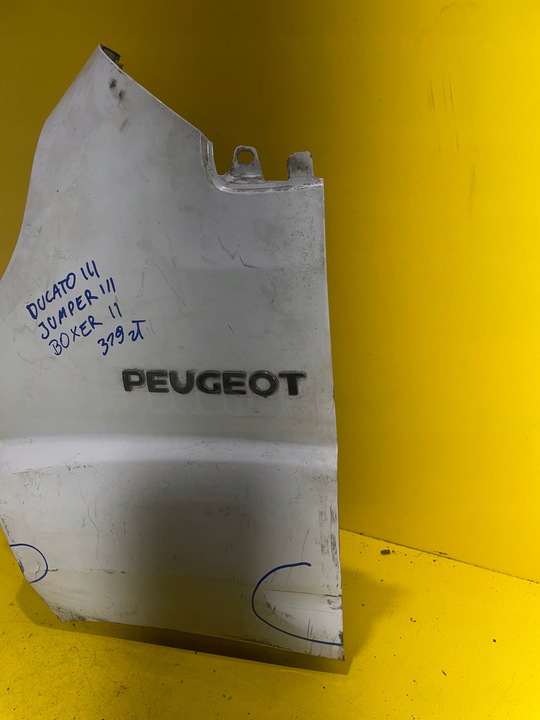 DUCATO III
JUMPER III
BOXER II
379 zł
PEUGEOT